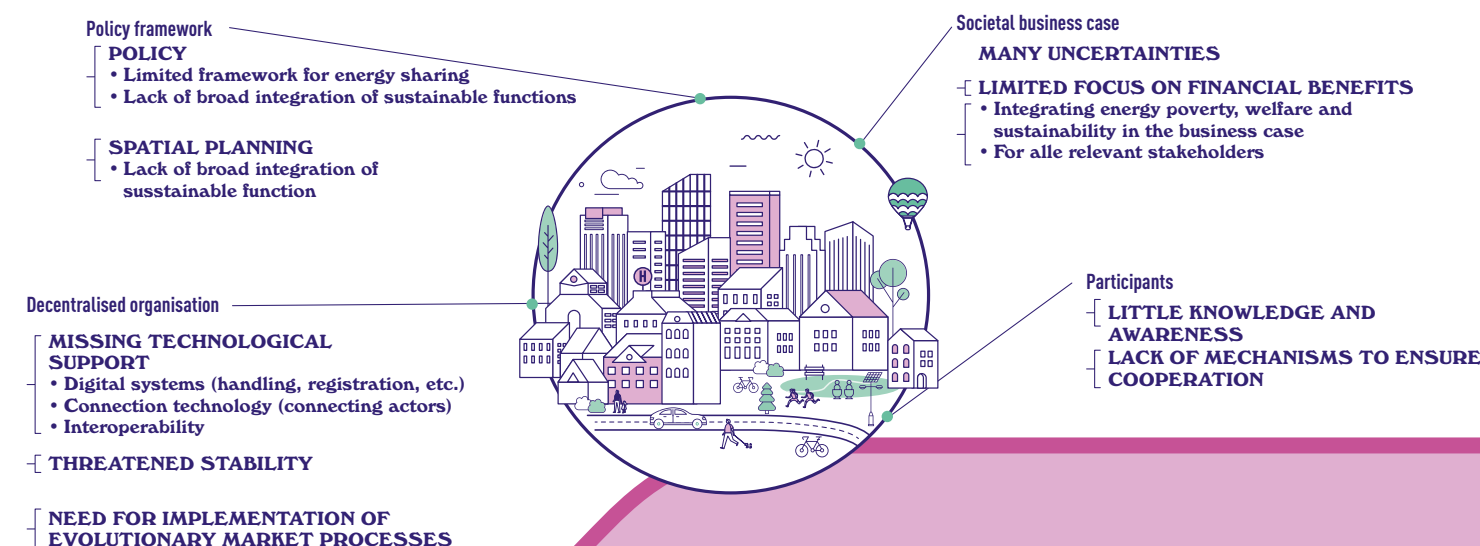 Policy framework
POLICY
• Limited framework for energy sharing
• Lack of broad integration of sustainable functions
SPATIAL PLANNING
• Lack of broad integration of
susstainable function
Societal business case
MANY UNCERTAINTIES
LIMITED FOCUS ON FINANCIAL BENEFITS
• Integrating energy poverty, welfare and
sustainability in the business case
• For alle relevant stakeholders
Decentralised organisation
MISSING TECHNOLOGICAL
SUPPORT
• Digital systems (handling, registration, etc.)
• Connection technology (connecting actors)
• Interoperability
THREATENED STABILITY
NEED FOR IMPLEMENTATION OF
EVOLUTIONARY MARKET PROCESSES
H
Participants
LITTLE KNOWLEDGE AND
AWARENESS
LACK OF MECHANISMS TO ENSURE
COOPERATION